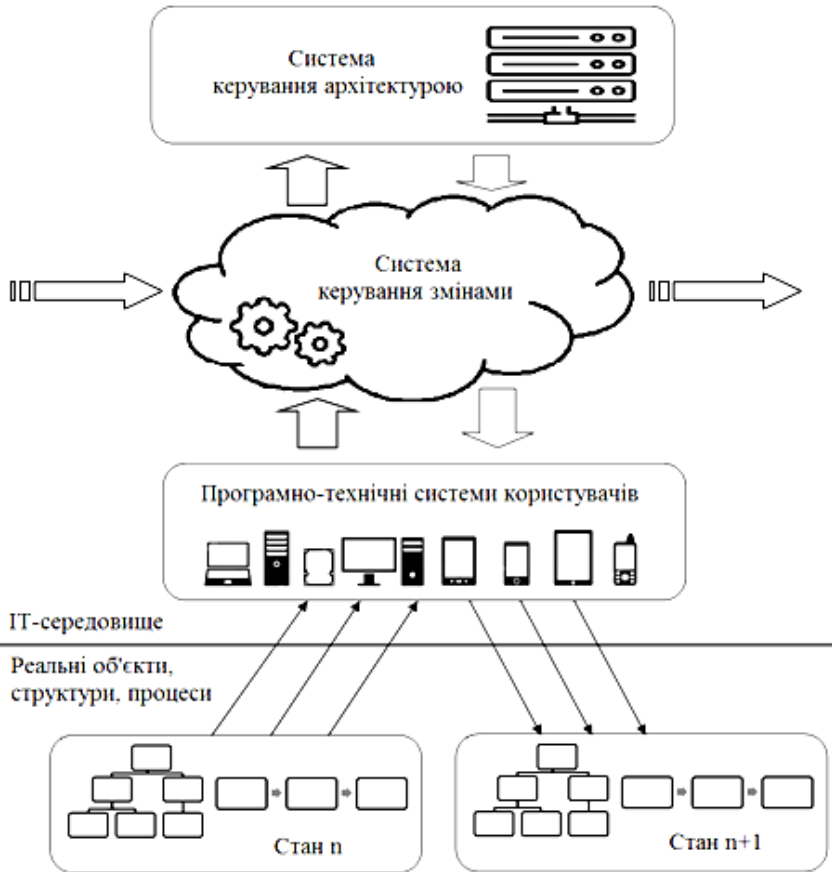 Система
керування архітектурою
Система
керування змінами
Програмно-технічні системи користувачів
ІТ-середовище
Реальні об'єкти,
структури, процеси
Стан n
Стан n+1